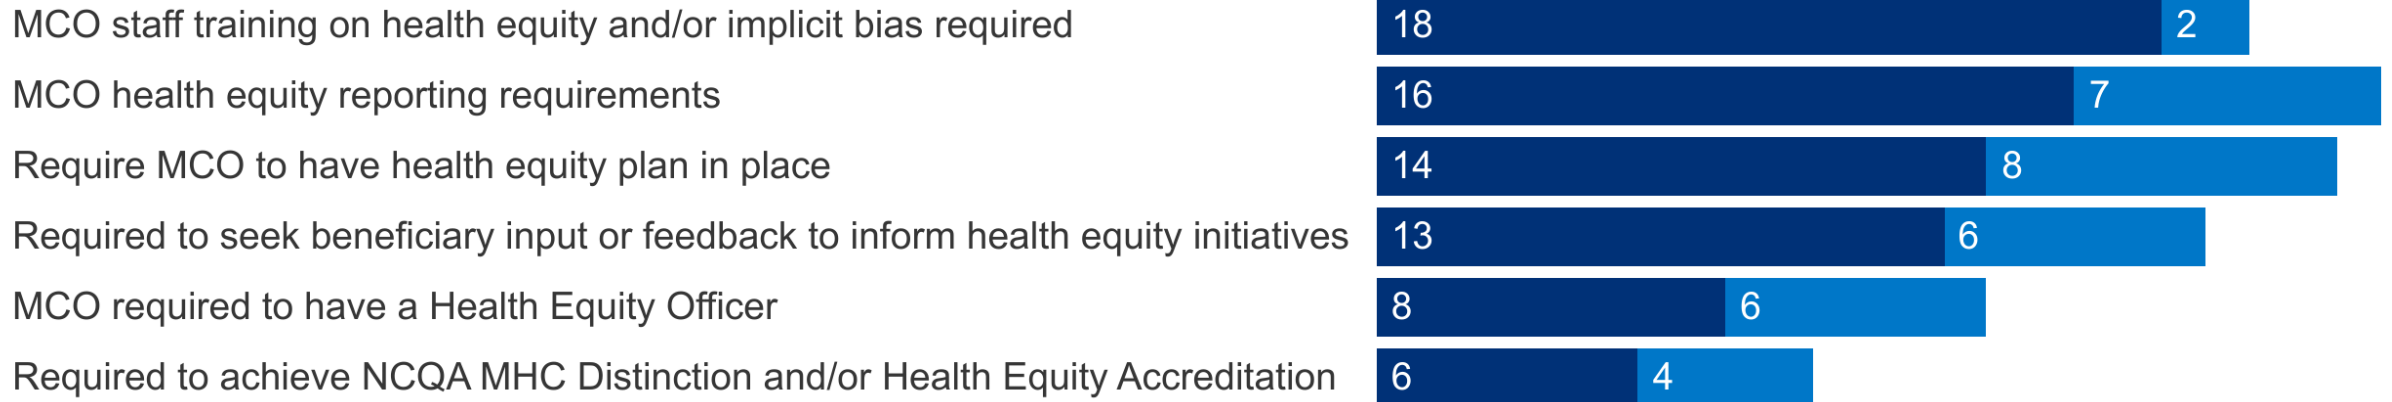 MCO staff training on health equity and/or implicit bias required 18 2
MCO health equity reporting requirements 16 7
Require MCO to have health equity plan in place 14 8
Required to seek beneficiary input or feedback to inform health equity initiatives 13 6
MCO required to have a Health Equity Officer 8 6
Required to achieve NCQA MHC Distinction and/or Health Equity Accreditation 6 4